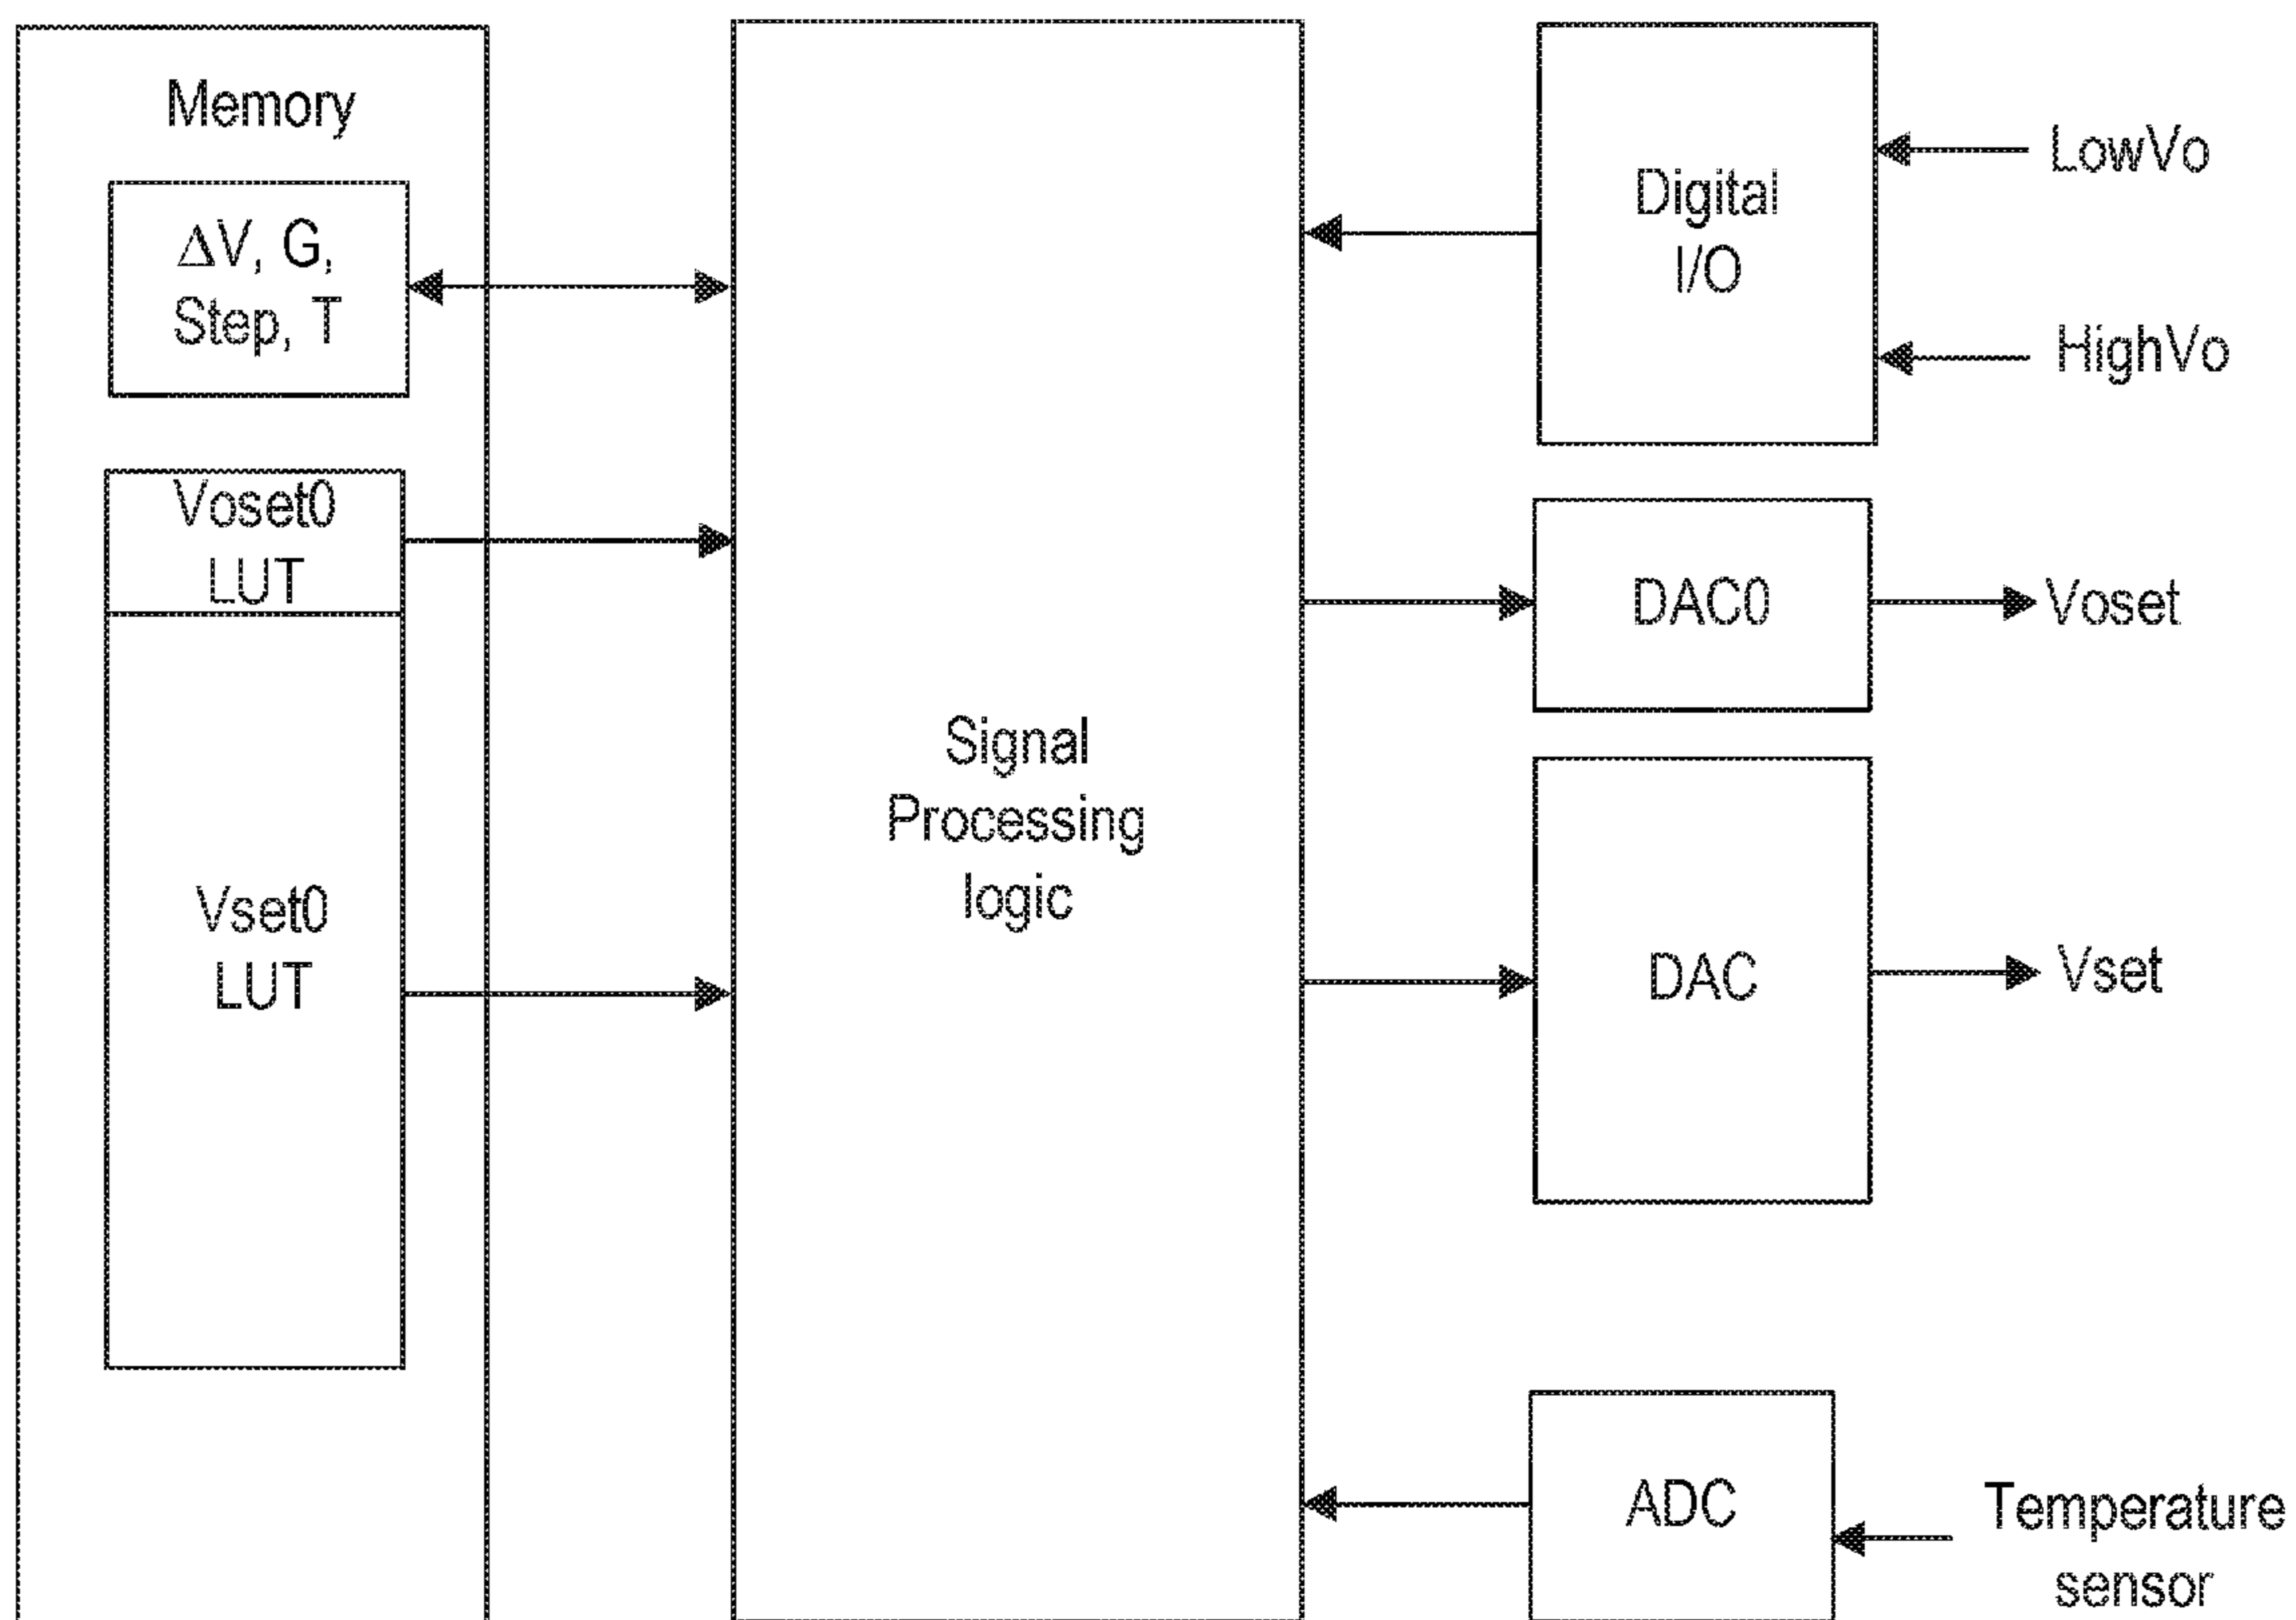 Memory
ΔV, G,
Step, T
Voset0
LUT
Vset0
LUT
Signal
Processing
logic
Digital
I/O
LowVo
HighVo
DAC0
Voset
DAC
Vset
ADC
Temperature
sensor